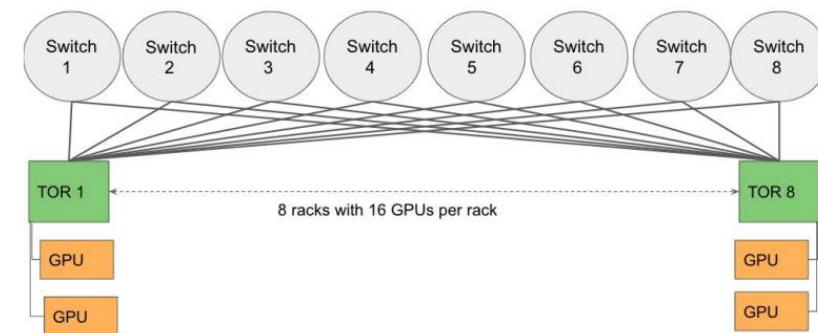 Switch
1
Switch
2
Switch
3
Switch
4
Switch
5
Switch
6
Switch
7
Switch
8
TOR 1
TOR 8
8 racks with 16 GPUs per rack
GPU
GPU
GPU
GPU